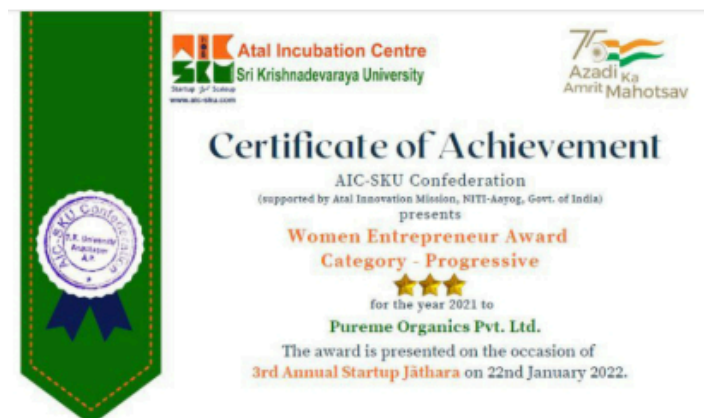 Atal Incubation Centre
Sri Krishnadevaraya University
Startup for Scaleup
www.aic-sku.com
75
Azadi Ka
Amrit Mahotsav
Certificate of Achievement
AIC-SKU Confederation
(supported by Atal Innovation Mission, NITI-Aayog, Govt. of India)
presents
Women Entrepreneur Award
Category - Progressive
for the year 2021 to
Pureme Organics Pvt. Ltd.
The award is presented on the occasion of
3rd Annual Startup Jāthara on 22nd January 2022.
AIC-SKU Confederation
S.K. University
A.P.